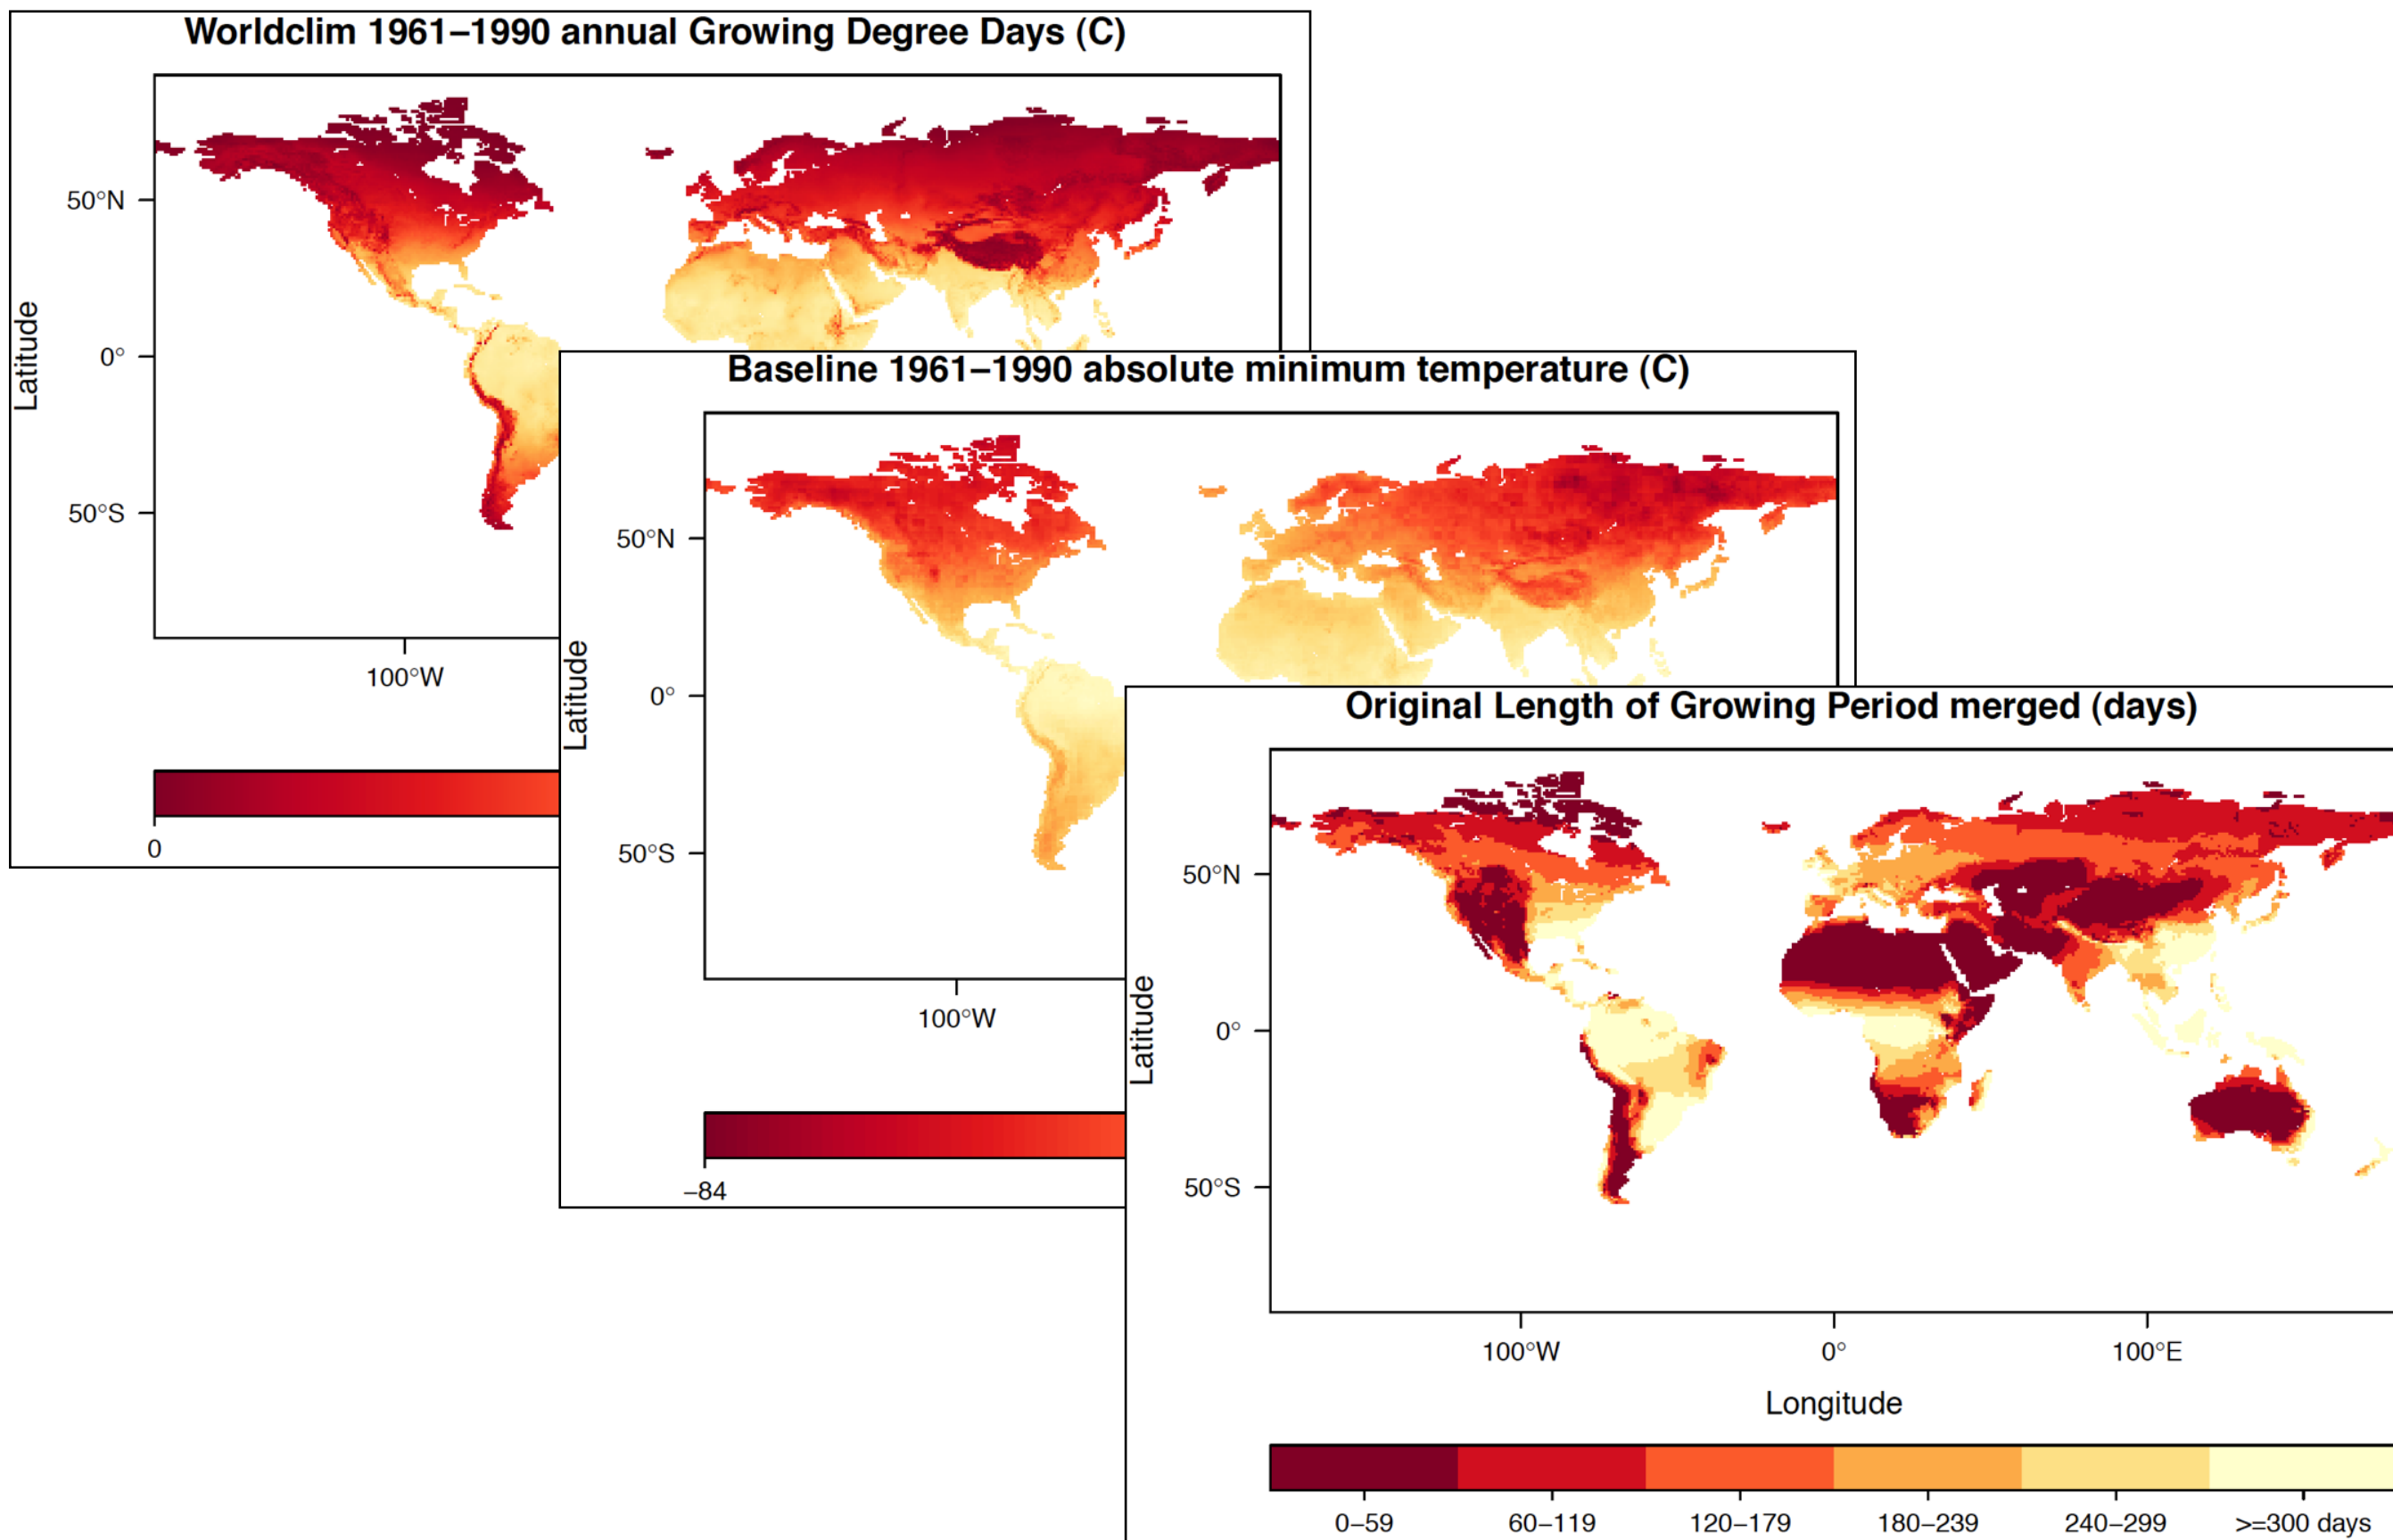 Worldclim 1961–1990 annual Growing Degree Days (C)
Latitude
50°N
0°
50°S
100°W
0
Baseline 1961–1990 absolute minimum temperature (C)
Latitude
50°N
0°
50°S
100°W
–84
Original Length of Growing Period merged (days)
Latitude
50°N
0°
50°S
100°W 0° 100°E
Longitude
0–59 60–119 120–179 180–239 240–299 >=300 days